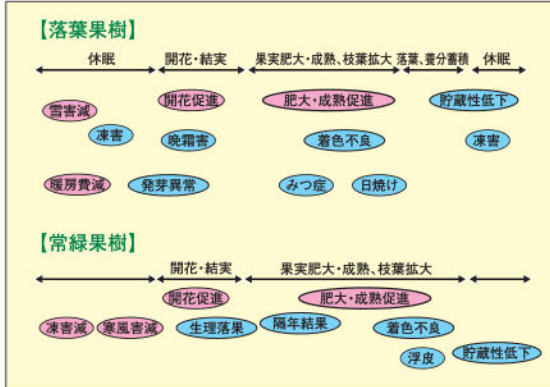 【落葉果樹】
休眠 開花・結実 果実肥大・成熟、枝葉拡大 落葉、養分蓄積 休眠
雪害減 開花促進 肥大・成熟促進 貯蔵性低下
凍害 晩霜害 着色不良 凍害
暖房費減 発芽異常 みつ症 日焼け
【常緑果樹】
開花・結実 果実肥大・成熟、枝葉拡大
開花促進 肥大・成熟促進
凍害減 寒風害減 生理落果 隔年結果 着色不良
浮皮 貯蔵性低下